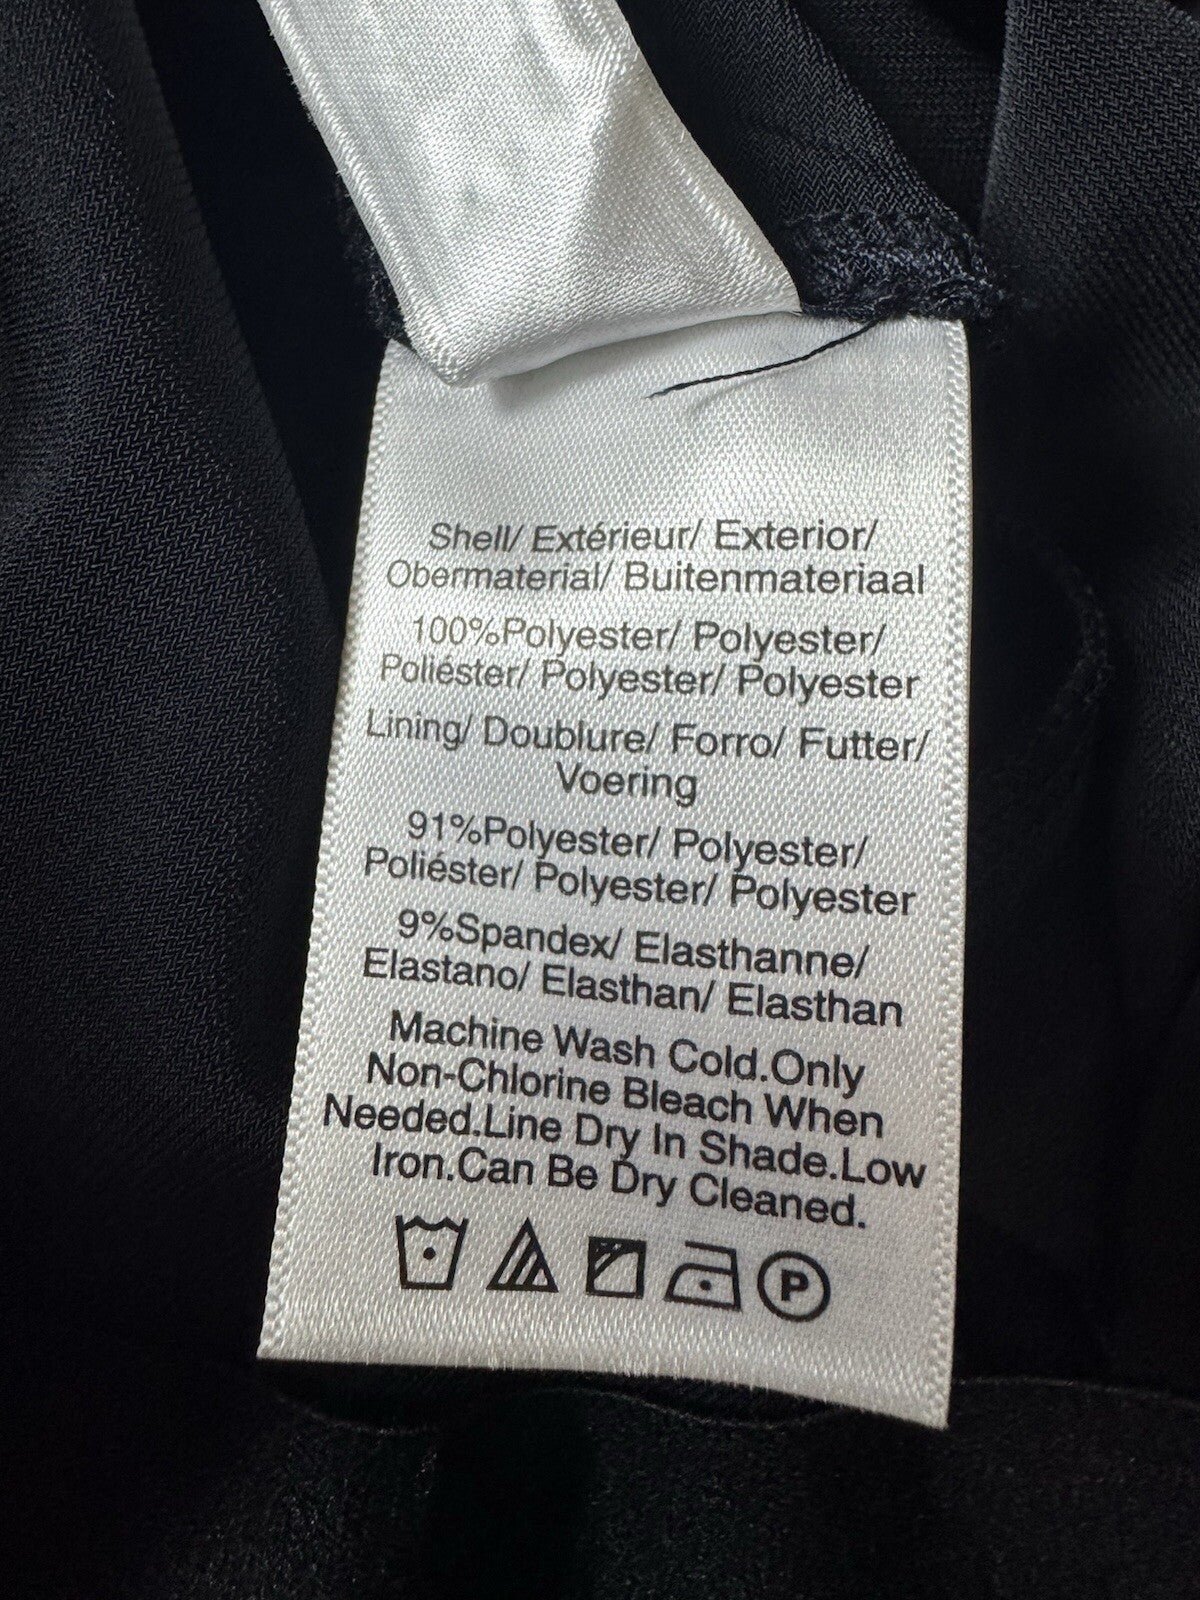 Shell/ Extérieur/ Exterior/
Obermaterial/ Buitenmateriaal
100%Polyester/ Polyester/
Poliéster/ Polyester/ Polyester
Lining/ Doublure/ Forro/ Futter/
Voering
91%Polyester/ Polyester/
Poliéster/ Polyester/ Polyester
9%Spandex/ Elasthanne/
Elastano/ Elasthan/ Elasthan
Machine Wash Cold.Only
Non-Chlorine Bleach When
Needed.Line Dry In Shade.Low
Iron.Can Be Dry Cleaned.
P